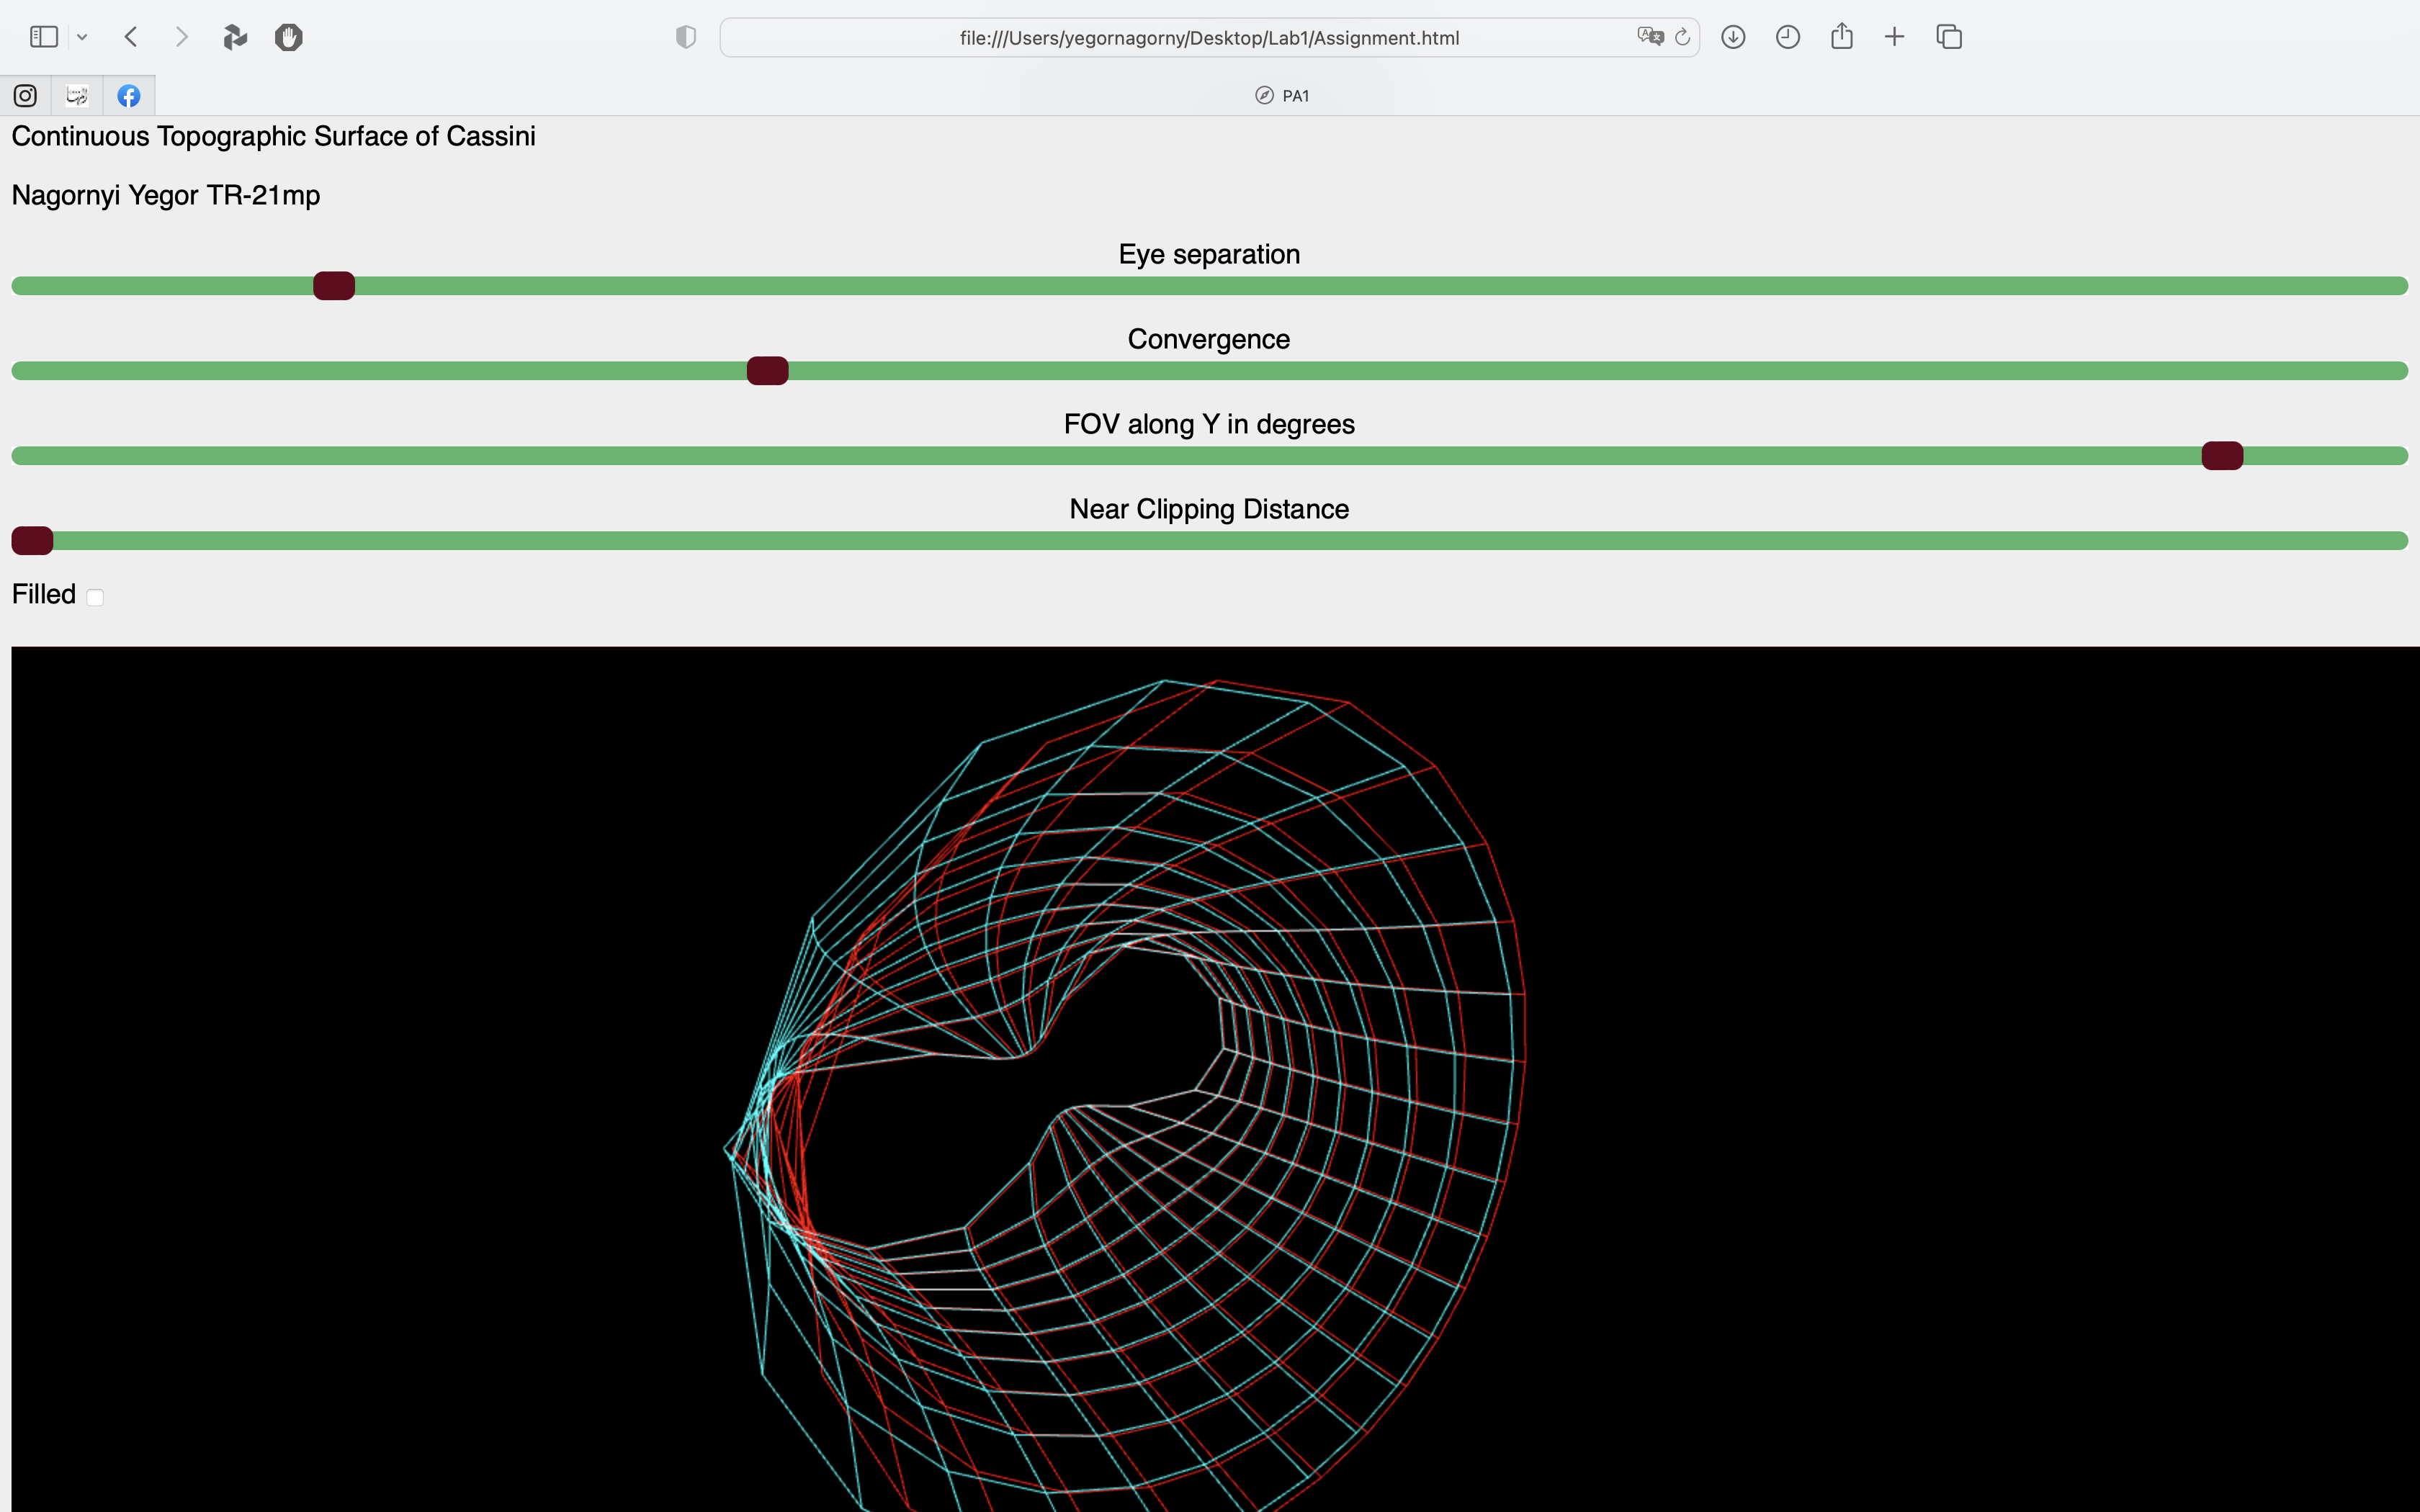 file:///Users/yegornagorny/Desktop/Lab1/Assignment.html
PA1
Continuous Topographic Surface of Cassini
Nagornyi Yegor TR-21mp
Eye separation
Convergence
FOV along Y in degrees
Near Clipping Distance
Filled